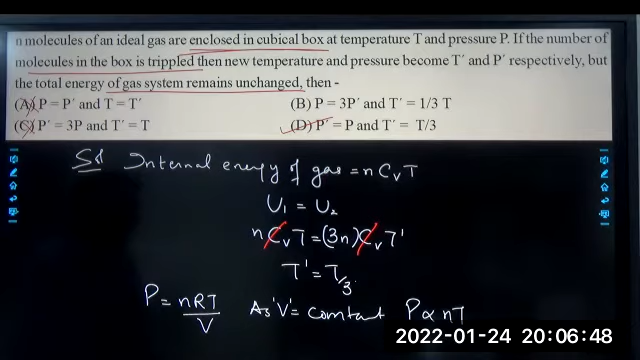 n molecules of an ideal gas are enclosed in cubical box at temperature T and pressure P. If the number of
molecules in the box is trippled then new temperature and pressure become T′ and P′ respectively, but
the total energy of gas system remains unchanged, then -
(A) P = P′ and T = T′ (B) P = 3P′ and T′ = 1/3 T
(C) P′ = 3P and T′ = T (D) P′ = P and T′ = T/3
Sol Internal energy of gas = nCvT
U₁ = U₂
nCvT = (3n)CvT'
T' = T/3
P = nRT/V As 'V' = constant P ∝ nT
2022-01-24 20:06:48